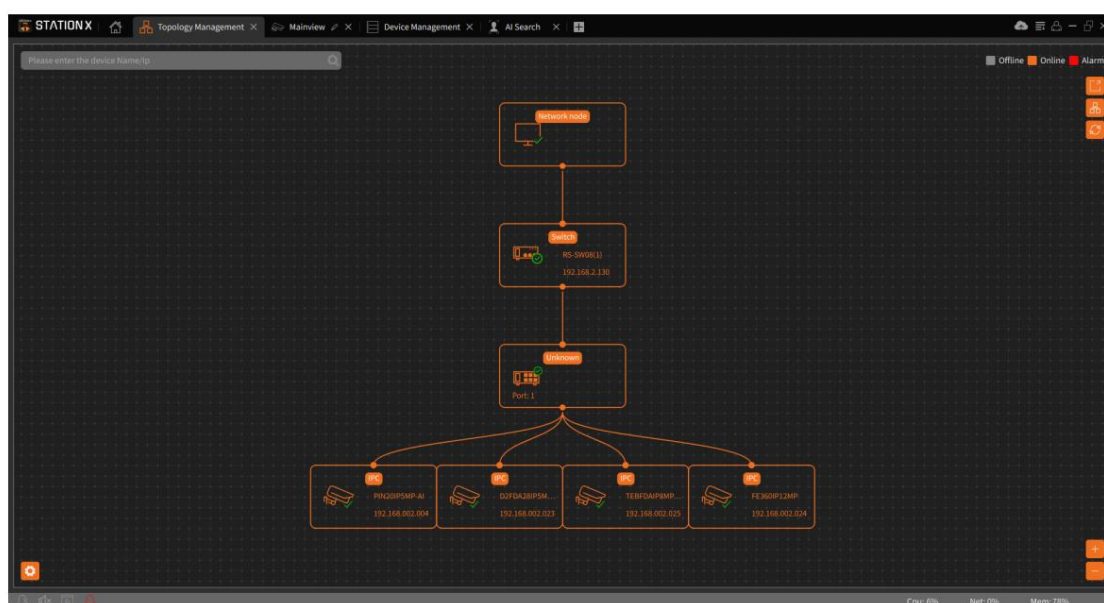 STATION X
Topology Management
Mainview
Device Management
AI Search
Please enter the device Name/Ip
Offline
Online
Alarm
Network node
Switch
RS-SW08(1)
192.168.2.130
Unknown
Port: 1
IPC
PIN20IP5MP-AI
192.168.002.004
IPC
D2FDA28IP5M...
192.168.002.023
IPC
TEBFDAIP8MP...
192.168.002.025
IPC
FE360IP12MP
192.168.002.024
Cpu: 6%
Net: 0%
Mem: 78%